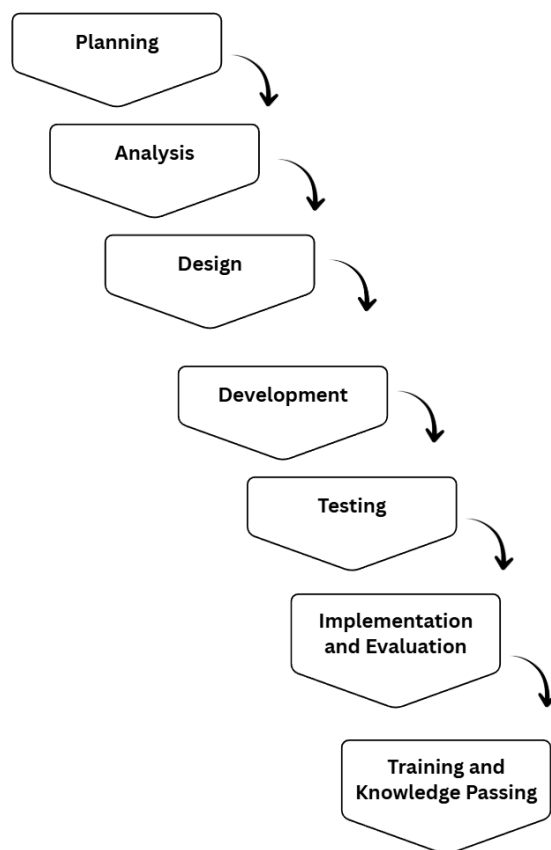 Planning
Analysis
Design
Development
Testing
Implementation
and Evaluation
Training and
Knowledge Passing